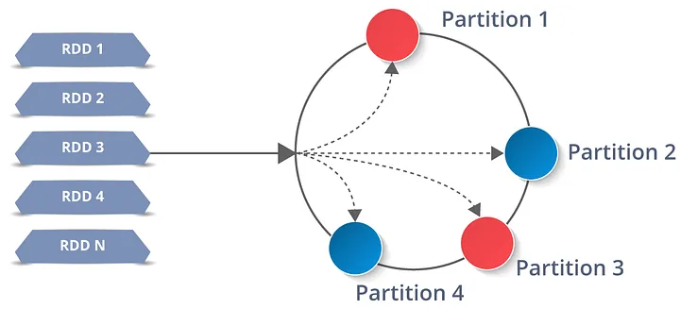 RDD 1
RDD 2
RDD 3
RDD 4
RDD N
Partition 1
Partition 2
Partition 3
Partition 4